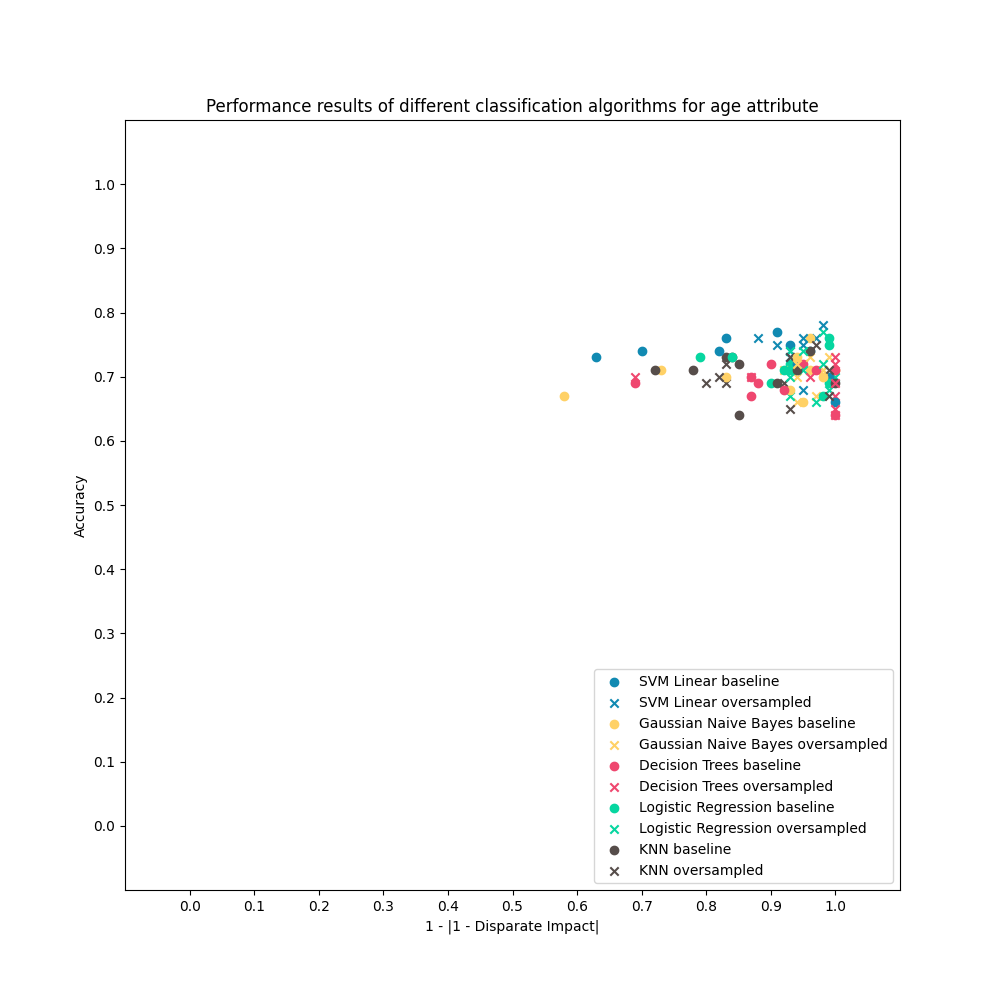 Performance results of different classification algorithms for age attribute
1.0
0.9
0.8
0.7
0.6
0.5
0.4
0.3
0.2
0.1
0.0
Accuracy
SVM Linear baseline
SVM Linear oversampled
Gaussian Naive Bayes baseline
Gaussian Naive Bayes oversampled
Decision Trees baseline
Decision Trees oversampled
Logistic Regression baseline
Logistic Regression oversampled
KNN baseline
KNN oversampled
0.0 0.1 0.2 0.3 0.4 0.5 0.6 0.7 0.8 0.9 1.0
1 - |1 - Disparate Impact|